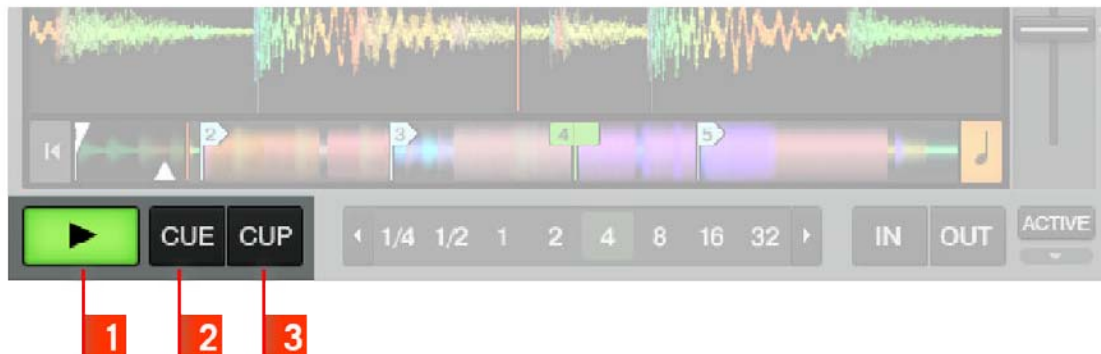 2 3 4 5
CUE CUP 1/4 1/2 1 2 4 8 16 32 IN OUT ACTIVE
1 2 3